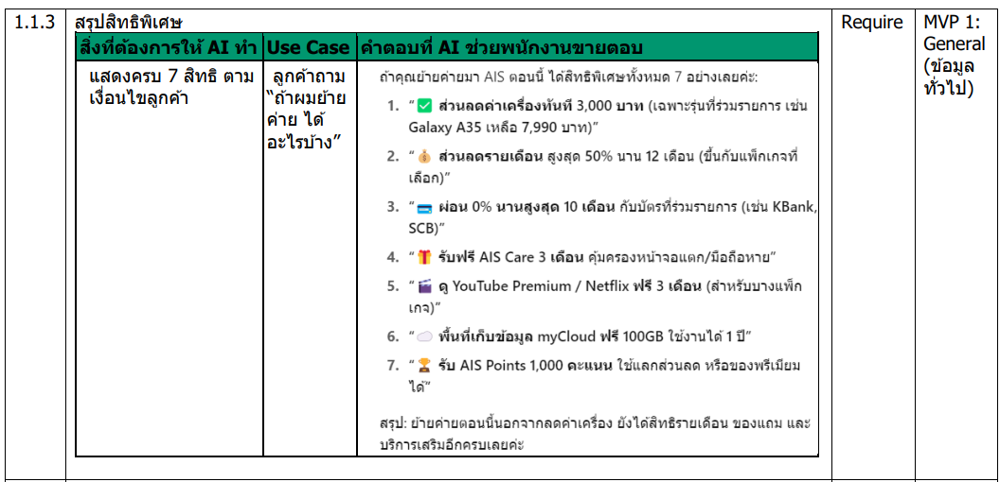 1.1.3 สรุปสิทธิพิเศษ Require MVP 1:
General
(ข้อมูล
ทั่วไป)
สิ่งที่ต้องการให้ AI ทำ Use Case คำตอบที่ AI ช่วยพนักงานขายตอบ
แสดงครบ 7 สิทธิ ตาม
เงื่อนไขลูกค้า
ลูกค้าถาม
“ถ้าผมย้าย
ค่าย ได้
อะไรบ้าง”
ถ้าคุณย้ายค่ายมา AIS ตอนนี้ ได้สิทธิพิเศษทั้งหมด 7 อย่างเลยค่ะ:
1. “✅ ส่วนลดค่าเครื่องทันที 3,000 บาท (เฉพาะรุ่นที่ร่วมรายการ เช่น
Galaxy A35 เหลือ 7,990 บาท)”
2. “💰 ส่วนลดรายเดือน สูงสุด 50% นาน 12 เดือน (ขึ้นกับแพ็กเกจที่
เลือก)”
3. “💳 ผ่อน 0% นานสูงสุด 10 เดือน กับบัตรที่ร่วมรายการ (เช่น KBank,
SCB)”
4. “🎁 รับฟรี AIS Care 3 เดือน คุ้มครองหน้าจอแตก/มือถือหาย”
5. “🎬 ดู YouTube Premium / Netflix ฟรี 3 เดือน (สำหรับบางแพ็ก
เกจ)”
6. “☁️ พื้นที่เก็บข้อมูล myCloud ฟรี 100GB ใช้งานได้ 1 ปี”
7. “🏆 รับ AIS Points 1,000 คะแนน ใช้แลกส่วนลด หรือของพรีเมียม
ได้”
สรุป: ย้ายค่ายตอนนี้นอกจากลดค่าเครื่อง ยังได้สิทธิรายเดือน ของแถม และ
บริการเสริมอีกครบเลยค่ะ